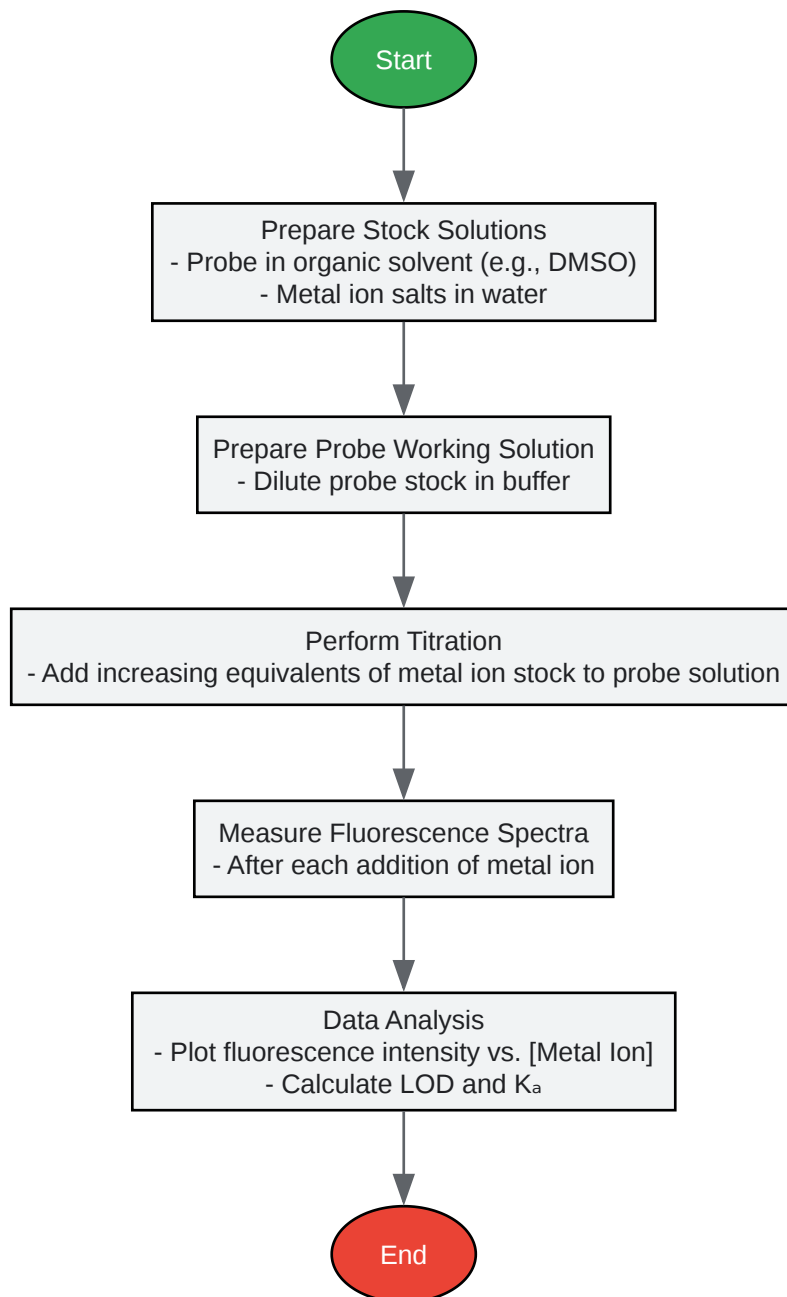 Start
Prepare Stock Solutions
- Probe in organic solvent (e.g., DMSO)
- Metal ion salts in water
Prepare Probe Working Solution
- Dilute probe stock in buffer
Perform Titration
- Add increasing equivalents of metal ion stock to probe solution
Measure Fluorescence Spectra
- After each addition of metal ion
Data Analysis
- Plot fluorescence intensity vs. [Metal Ion]
- Calculate LOD and Kₐ
End